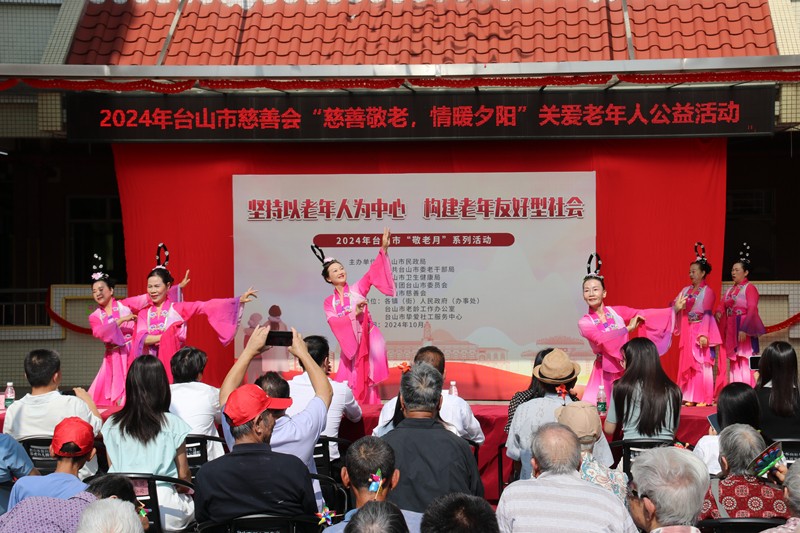 2024年台山市慈善会“慈善敬老，情暖夕阳”关爱老年人公益活动
坚持以老年人为中心 构建老年友好型社会
2024年台山市“敬老月”系列活动
主办单位 山市民政局
共台山市委老干部局
山市卫生健康局
团台山市委员会
市慈善会
各镇（街）人民政府（办事处）
台山市老龄工作办公室
台山市挚爱社工服务中心
2024年10月